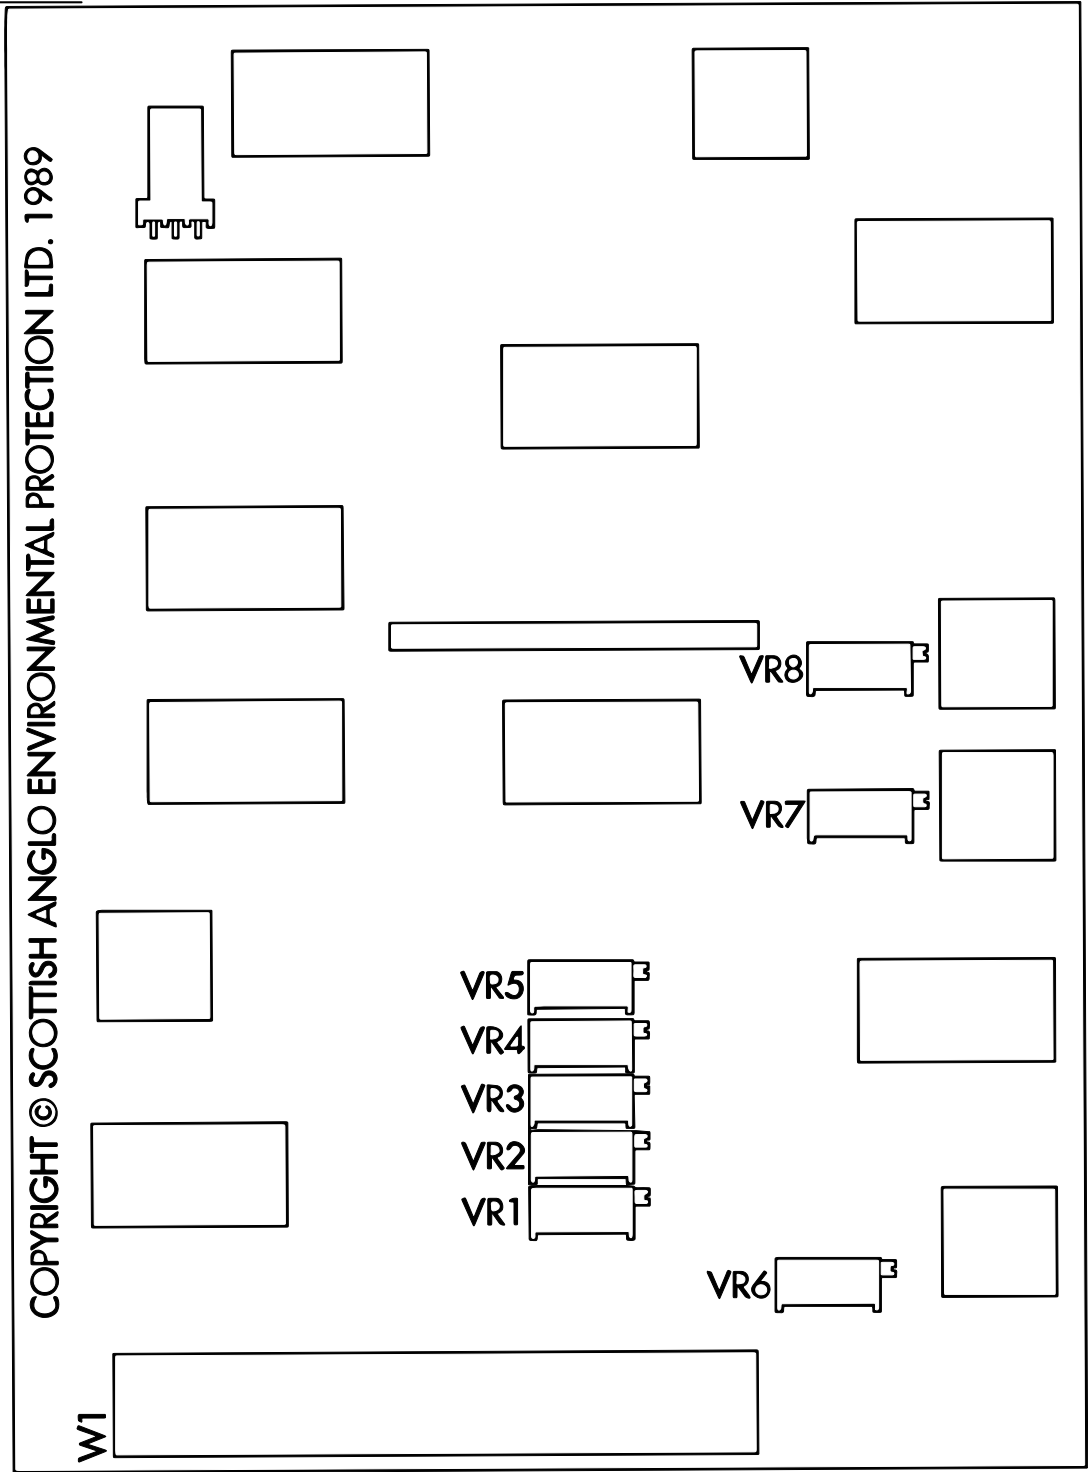 COPYRIGHT © SCOTTISH ANGLO ENVIRONMENTAL PROTECTION LTD. 1989
VR8
VR7
VR5
VR4
VR3
VR2
VR1
VR6
W1